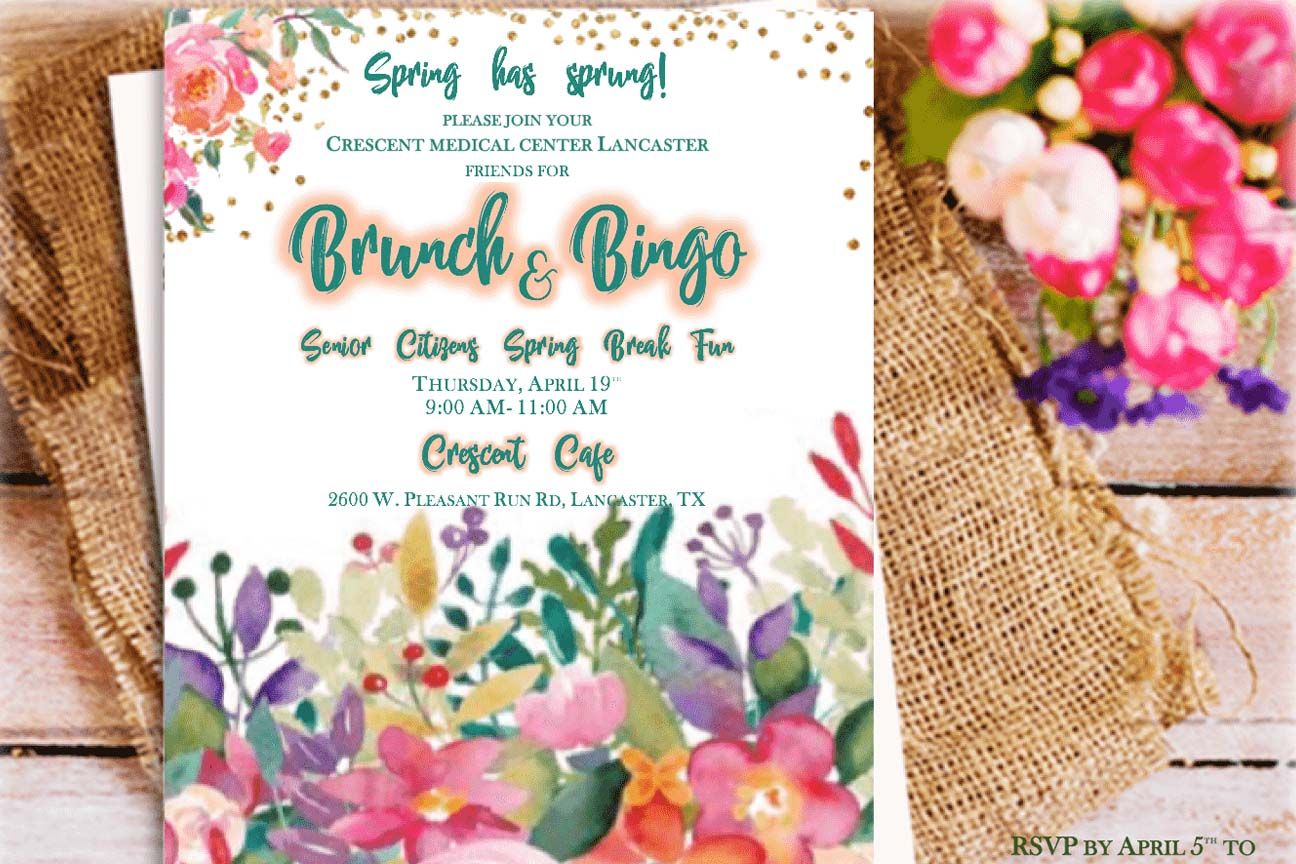 Spring has sprung!
PLEASE JOIN YOUR
CRESCENT MEDICAL CENTER LANCASTER
FRIENDS FOR
Brunch & Bingo
Senior Citizens Spring Break Fun
THURSDAY, APRIL 19TH
9:00 AM- 11:00 AM
Crescent Cafe
2600 W. PLEASANT RUN RD, LANCASTER, TX
RSVP BY APRIL 5TH TO